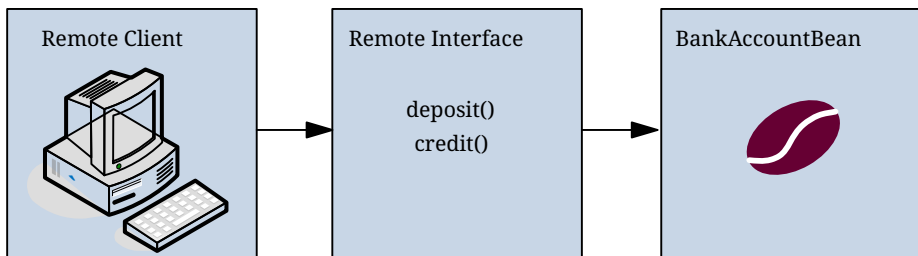 Remote Client
Remote Interface
deposit()
credit()
BankAccountBean